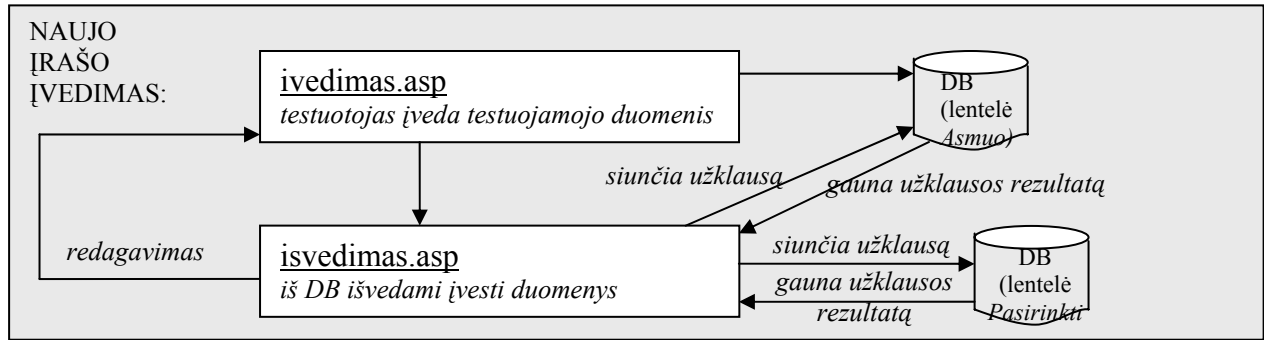 NAUJO
ĮRAŠO
ĮVEDIMAS:
ivedimas.asp
testuotojas įveda testuojamojo duomenis
DB
(lentelė
Asmuo)
siunčia užklausą
gauna užklausos rezultatą
redagavimas
isvedimas.asp
iš DB išvedami įvesti duomenys
siunčia užklausą
gauna užklausos
rezultatą
DB
(lentelė
Pasirinkti